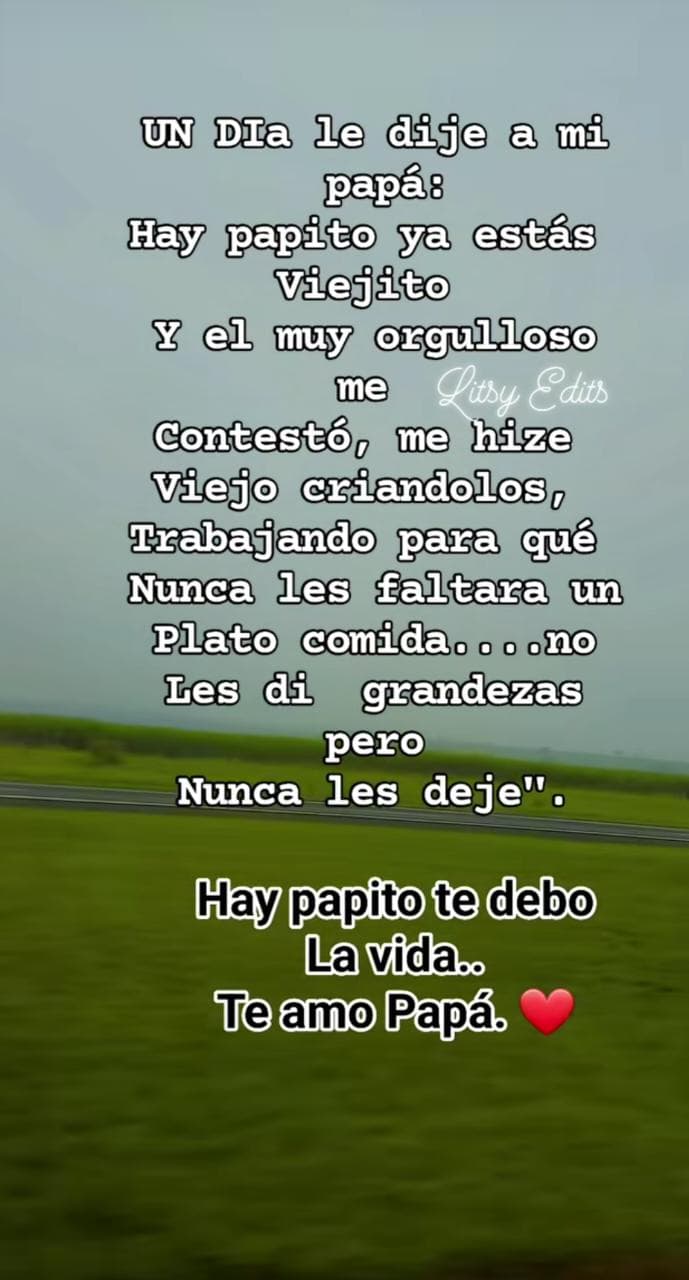 UN DIa le dije a mi
papá:
Hay papito ya estás
Viejito
Y el muy orgulloso
me
Litsy Edits
Contestó, me hize
Viejo criandolos,
Trabajando para qué
Nunca les faltara un
Plato comida....no
Les di grandezas
pero
Nunca les deje".
Hay papito te debo
La vida..
Te amo Papá. ❤️